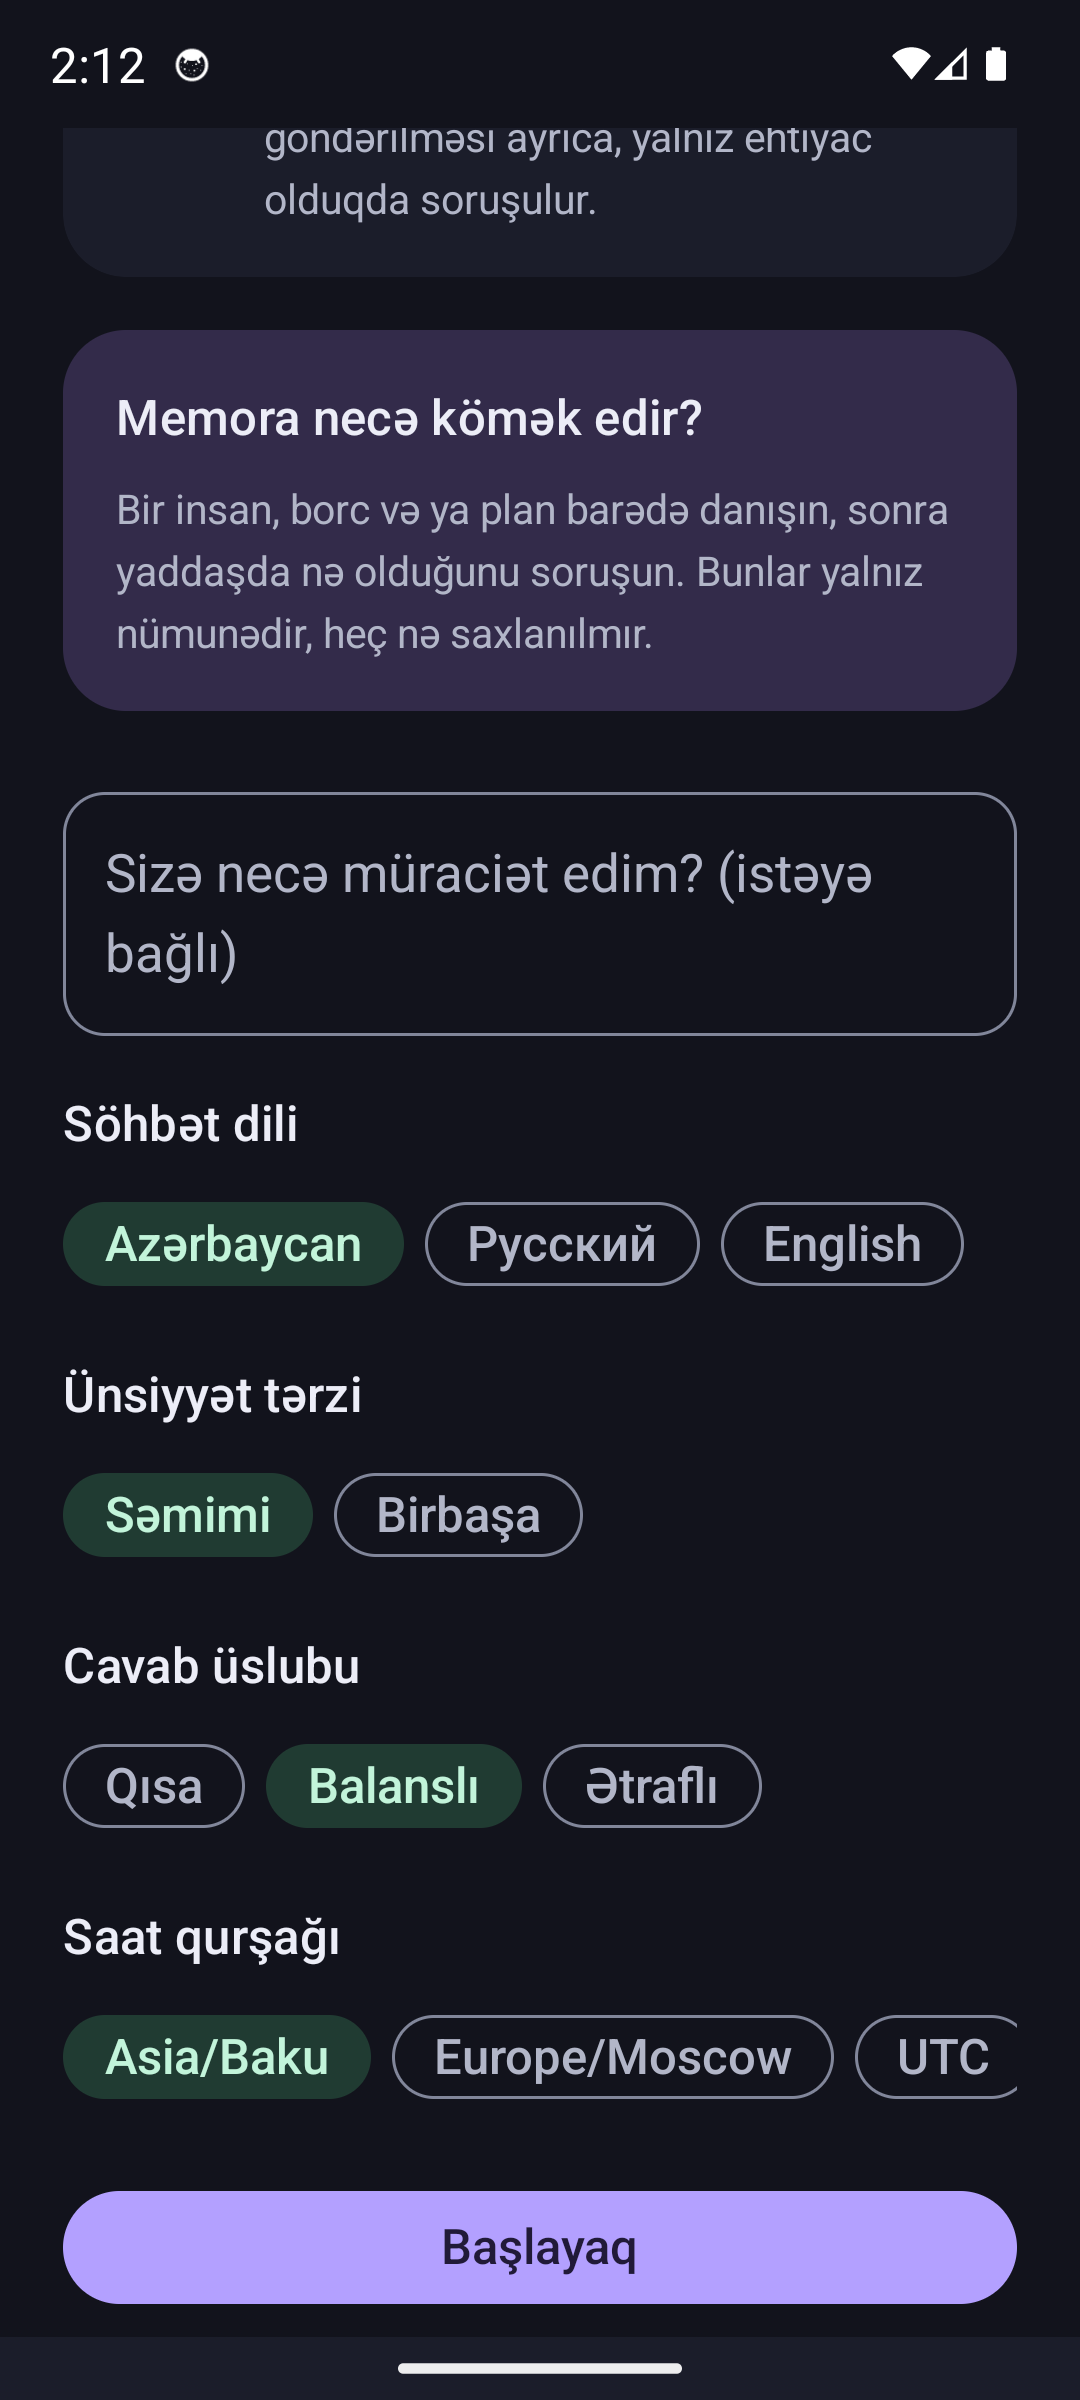 2:12
göndərilməsi ayrıca, yalnız ehtiyac
olduqda soruşulur.
Memora necə kömək edir?
Bir insan, borc və ya plan barədə danışın, sonra
yaddaşda nə olduğunu soruşun. Bunlar yalnız
nümunədir, heç nə saxlanılmır.
Sizə necə müraciət edim? (istəyə
bağlı)
Söhbət dili
Azərbaycan Русский English
Ünsiyyət tərzi
Səmimi Birbaşa
Cavab üslubu
Qısa Balanslı Ətraflı
Saat qurşağı
Asia/Baku Europe/Moscow UTC
Başlayaq